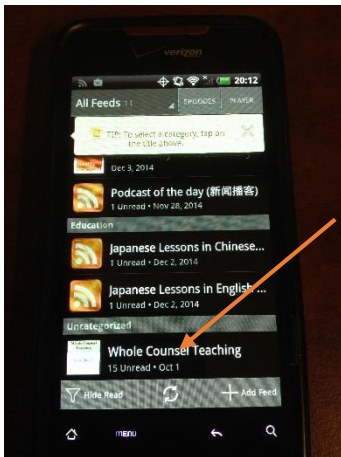 verizon
20:12
All Feeds 11
EPISODES
PLAYER
TIP: To select a category, tap on
the title above.
Dec 3, 2014
Podcast of the day (新闻播客)
1 Unread • Nov 28, 2014
Education
Japanese Lessons in Chinese...
1 Unread • Dec 2, 2014
Japanese Lessons in English ...
1 Unread • Dec 2, 2014
Uncategorized
Whole Counsel
Teaching
Whole Counsel Teaching
15 Unread • Oct 1
Hide Read
Add Feed
menu